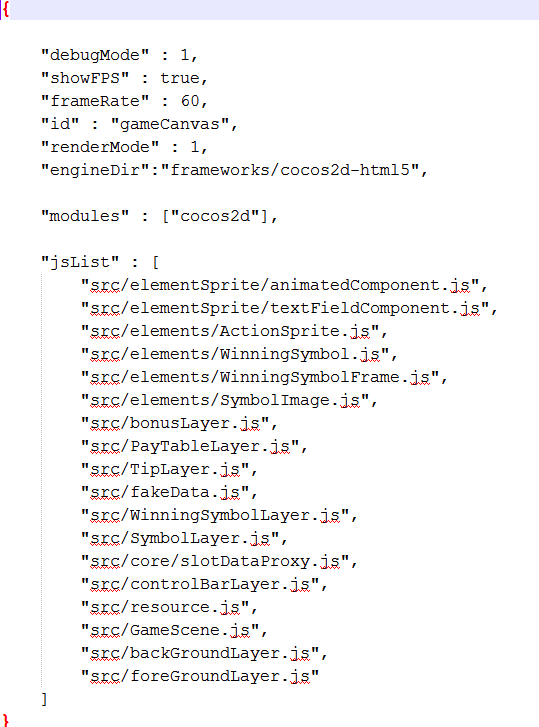 {
"debugMode" : 1,
"showFPS" : true,
"frameRate" : 60,
"id" : "gameCanvas",
"renderMode" : 1,
"engineDir":"frameworks/cocos2d-html5",
"modules" : ["cocos2d"],
"jsList" : [
"src/elementSprite/animatedComponent.js",
"src/elementSprite/textFieldComponent.js",
"src/elements/ActionSprite.js",
"src/elements/WinningSymbol.js",
"src/elements/WinningSymbolFrame.js",
"src/elements/SymbolImage.js",
"src/bonusLayer.js",
"src/PayTableLayer.js",
"src/TipLayer.js",
"src/fakeData.js",
"src/WinningSymbolLayer.js",
"src/SymbolLayer.js",
"src/core/slotDataProxy.js",
"src/controlBarLayer.js",
"src/resource.js",
"src/GameScene.js",
"src/backGroundLayer.js",
"src/foreGroundLayer.js"
]
}